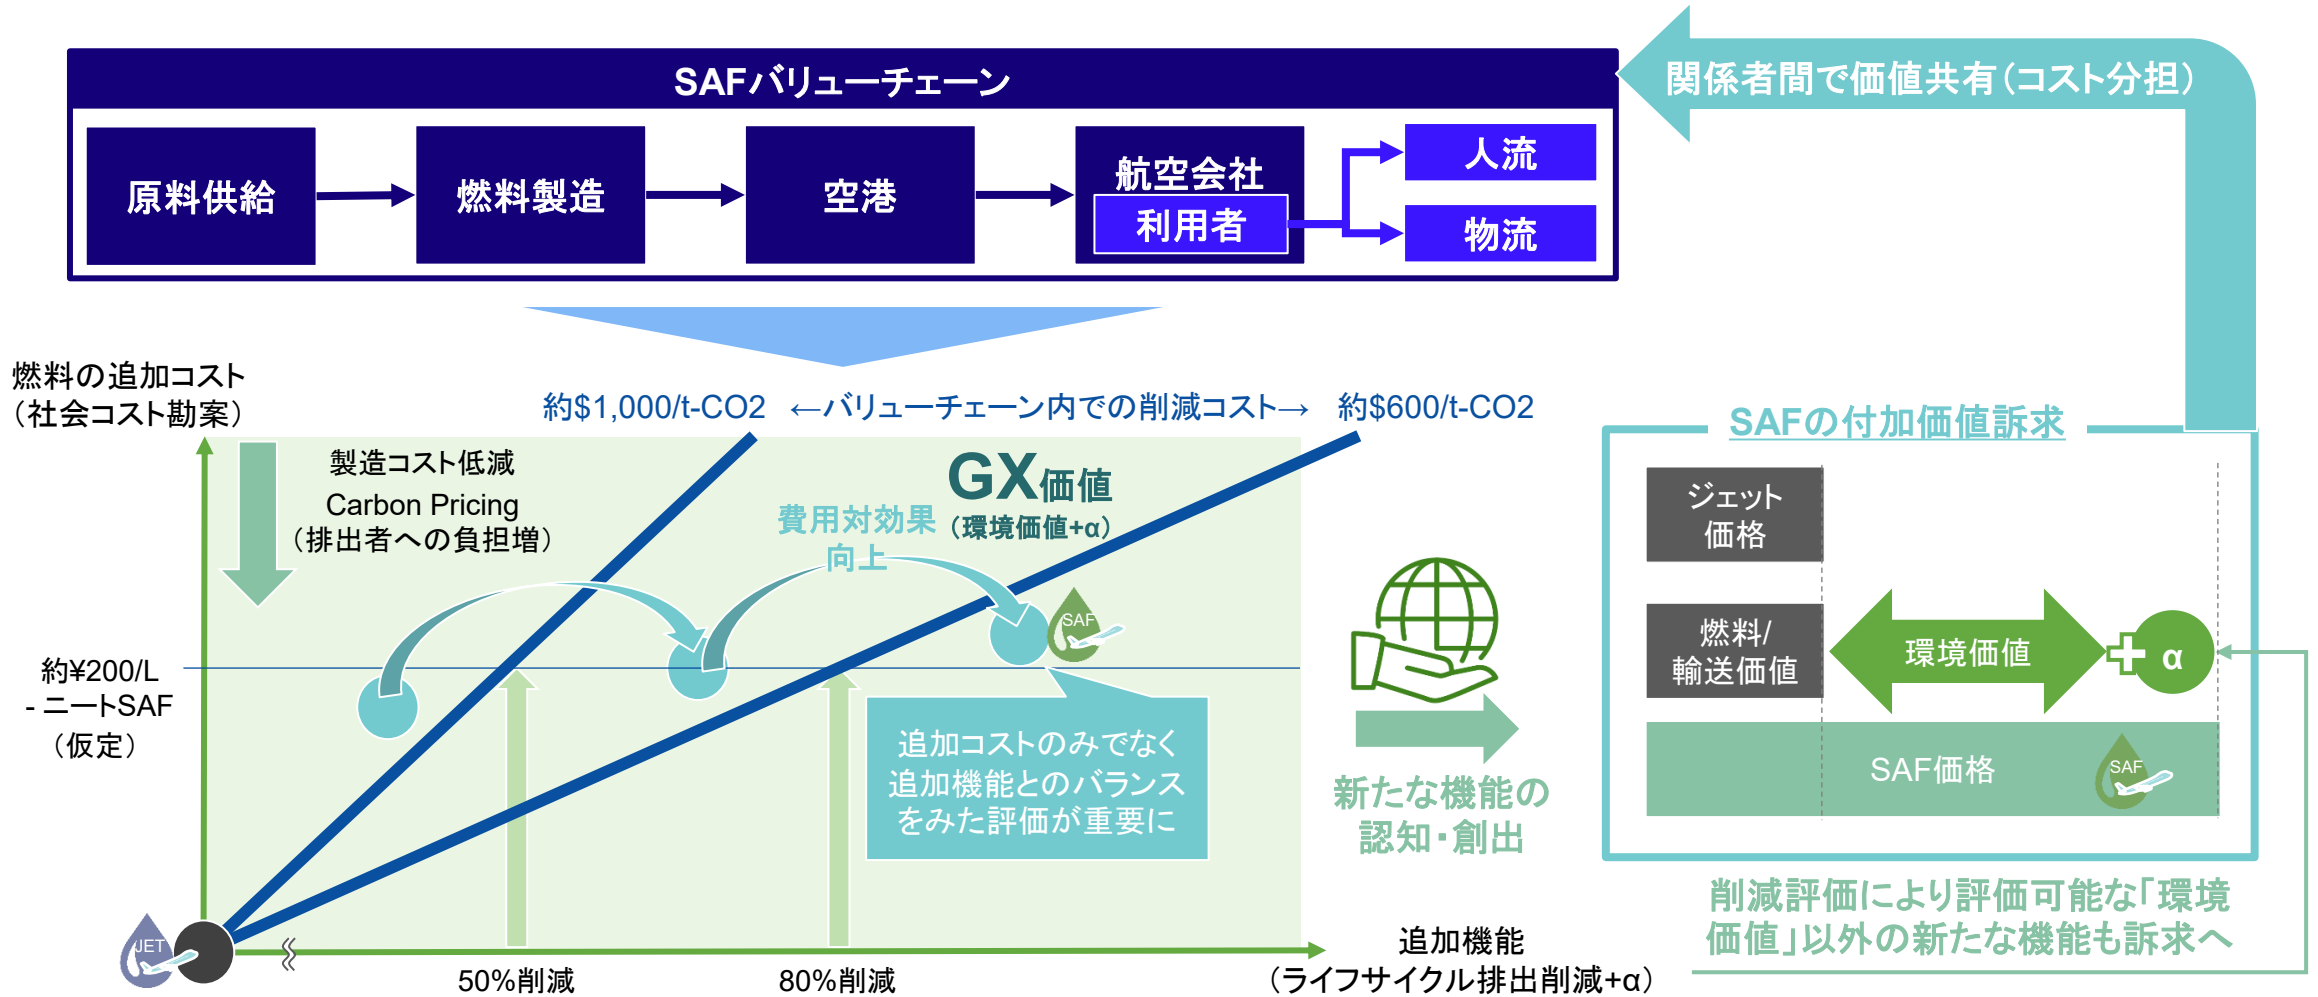 SAFバリューチェーン
関係者間で価値共有（コスト分担）
原料供給
燃料製造
空港
航空会社
利用者
人流
物流
燃料の追加コスト
（社会コスト勘案）
約$1,000/t-CO2 ←バリューチェーン内での削減コスト→ 約$600/t-CO2
製造コスト低減
Carbon Pricing
（排出者への負担増）
GX価値
（環境価値+α）
費用対効果
向上
SAF
約¥200/L
- ニートSAF
（仮定）
追加コストのみでなく
追加機能とのバランス
をみた評価が重要に
JET
50%削減
80%削減
追加機能
（ライフサイクル排出削減+α）
新たな機能の
認知・創出
SAFの付加価値訴求
ジェット
価格
燃料/
輸送価値
環境価値
+ α
SAF価格
SAF
削減評価により評価可能な「環境
価値」以外の新たな機能も訴求へ